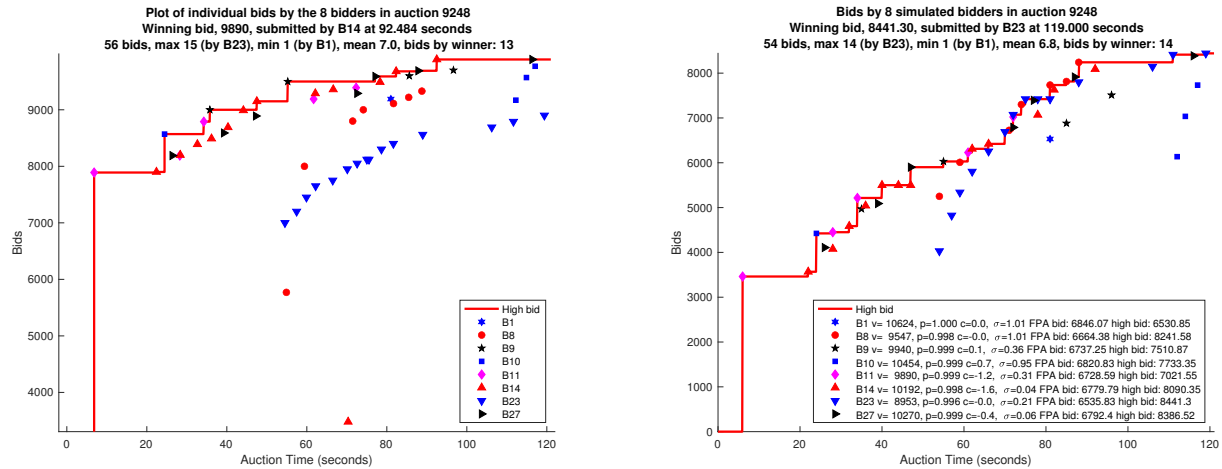 Plot of individual bids by the 8 bidders in auction 9248
Winning bid, 9890, submitted by B14 at 92.484 seconds
56 bids, max 15 (by B23), min 1 (by B1), mean 7.0, bids by winner: 13
9000
8000
7000
6000
5000
4000
Bids
0 20 40 60 80 100 120
Auction Time (seconds)
High bid
B1
B8
B9
B10
B11
B14
B23
B27
Bids by 8 simulated bidders in auction 9248
Winning bid, 8441.30, submitted by B23 at 119.000 seconds
54 bids, max 14 (by B23), min 1 (by B1), mean 6.8, bids by winner: 14
8000
7000
6000
5000
4000
3000
2000
1000
0
Bids
0 20 40 60 80 100 120
Auction Time (seconds)
High bid
B1 v= 10624, p=1.000 c=0.0, σ=1.01 FPA bid: 6846.07 high bid: 6530.85
B8 v= 9547, p=0.998 c=-0.0, σ=1.01 FPA bid: 6664.38 high bid: 8241.58
B9 v= 9940, p=0.999 c=0.1, σ=0.36 FPA bid: 6737.25 high bid: 7510.87
B10 v= 10454, p=0.999 c=0.7, σ=0.95 FPA bid: 6820.83 high bid: 7733.35
B11 v= 9890, p=0.999 c=-1.2, σ=0.31 FPA bid: 6728.59 high bid: 7021.55
B14 v= 10192, p=0.998 c=-1.6, σ=0.04 FPA bid: 6779.79 high bid: 8090.35
B23 v= 8953, p=0.996 c=-0.0, σ=0.21 FPA bid: 6535.83 high bid: 8441.3
B27 v= 10270, p=0.999 c=-0.4, σ=0.06 FPA bid: 6792.4 high bid: 8386.52